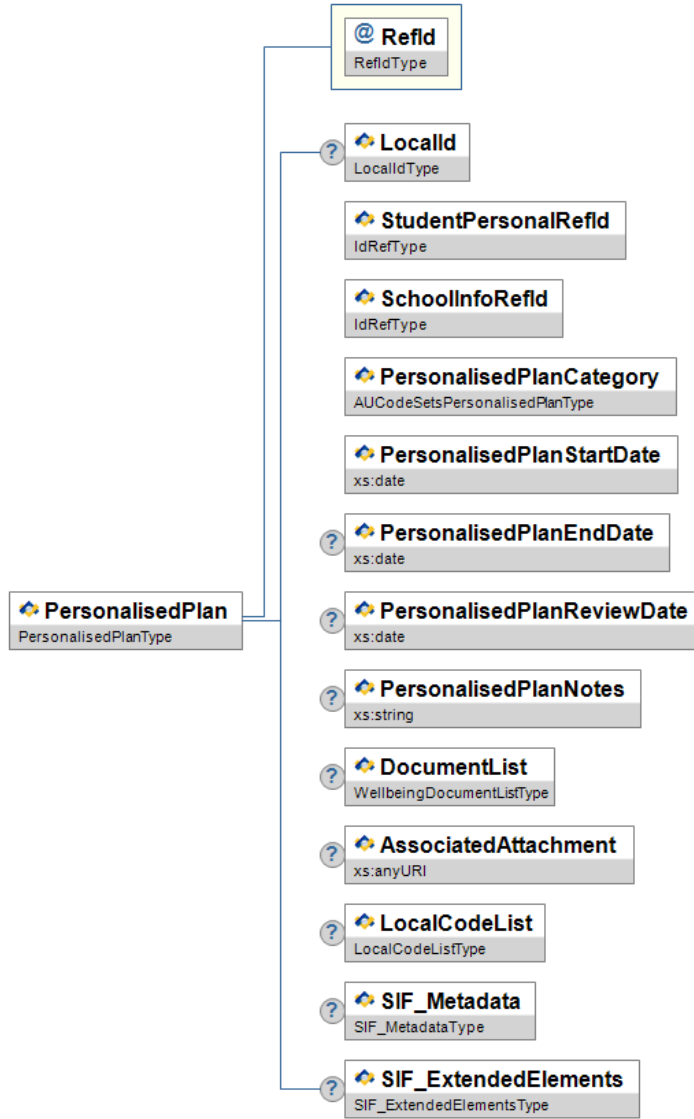 @ RefId
RefIdType
? LocalId
LocalIdType
StudentPersonalRefId
IdRefType
SchoolInfoRefId
IdRefType
PersonalisedPlanCategory
AUCodeSetsPersonalisedPlanType
PersonalisedPlanStartDate
xs:date
? PersonalisedPlanEndDate
xs:date
PersonalisedPlan
PersonalisedPlanType
? PersonalisedPlanReviewDate
xs:date
? PersonalisedPlanNotes
xs:string
? DocumentList
WellbeingDocumentListType
? AssociatedAttachment
xs:anyURI
? LocalCodeList
LocalCodeListType
? SIF_Metadata
SIF_MetadataType
? SIF_ExtendedElements
SIF_ExtendedElementsType